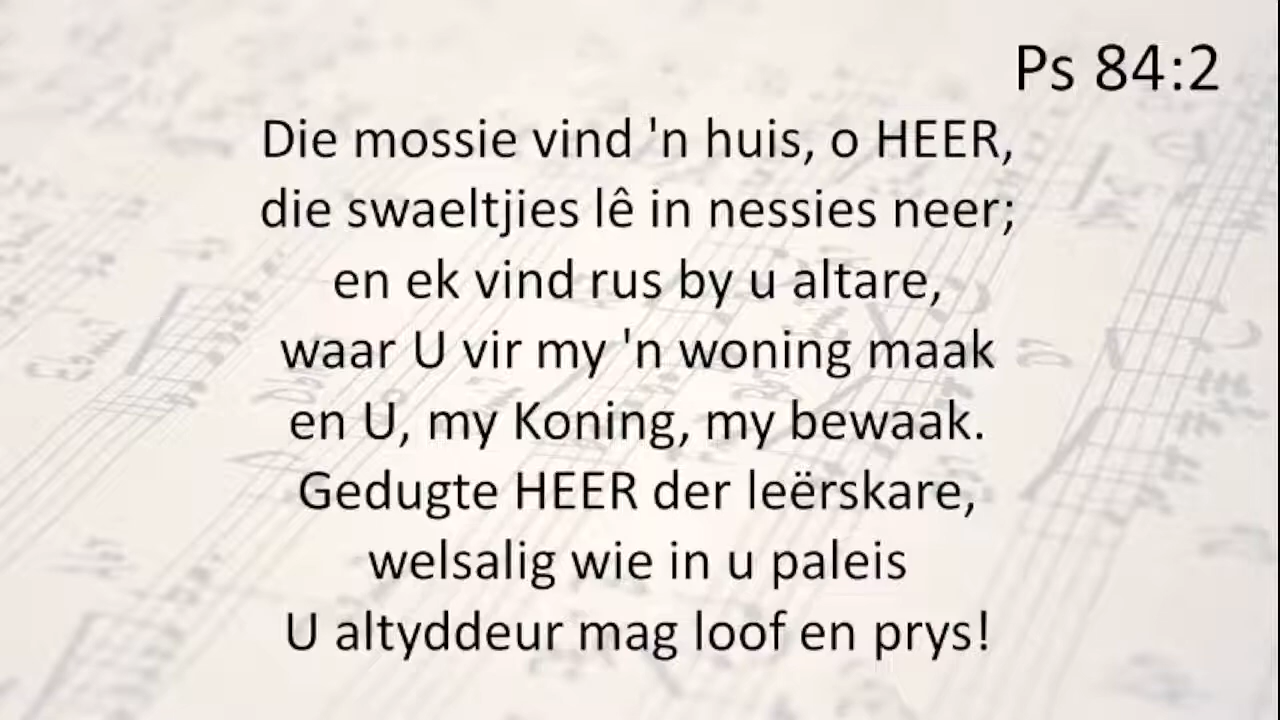 Ps 84:2
Die mossie vind 'n huis, o HEER,
die swaeltjies lê in nessies neer;
en ek vind rus by u altare,
waar U vir my 'n woning maak
en U, my Koning, my bewaak.
Gedugte HEER der leërskare,
welsalig wie in u paleis
U altyddeur mag loof en prys!